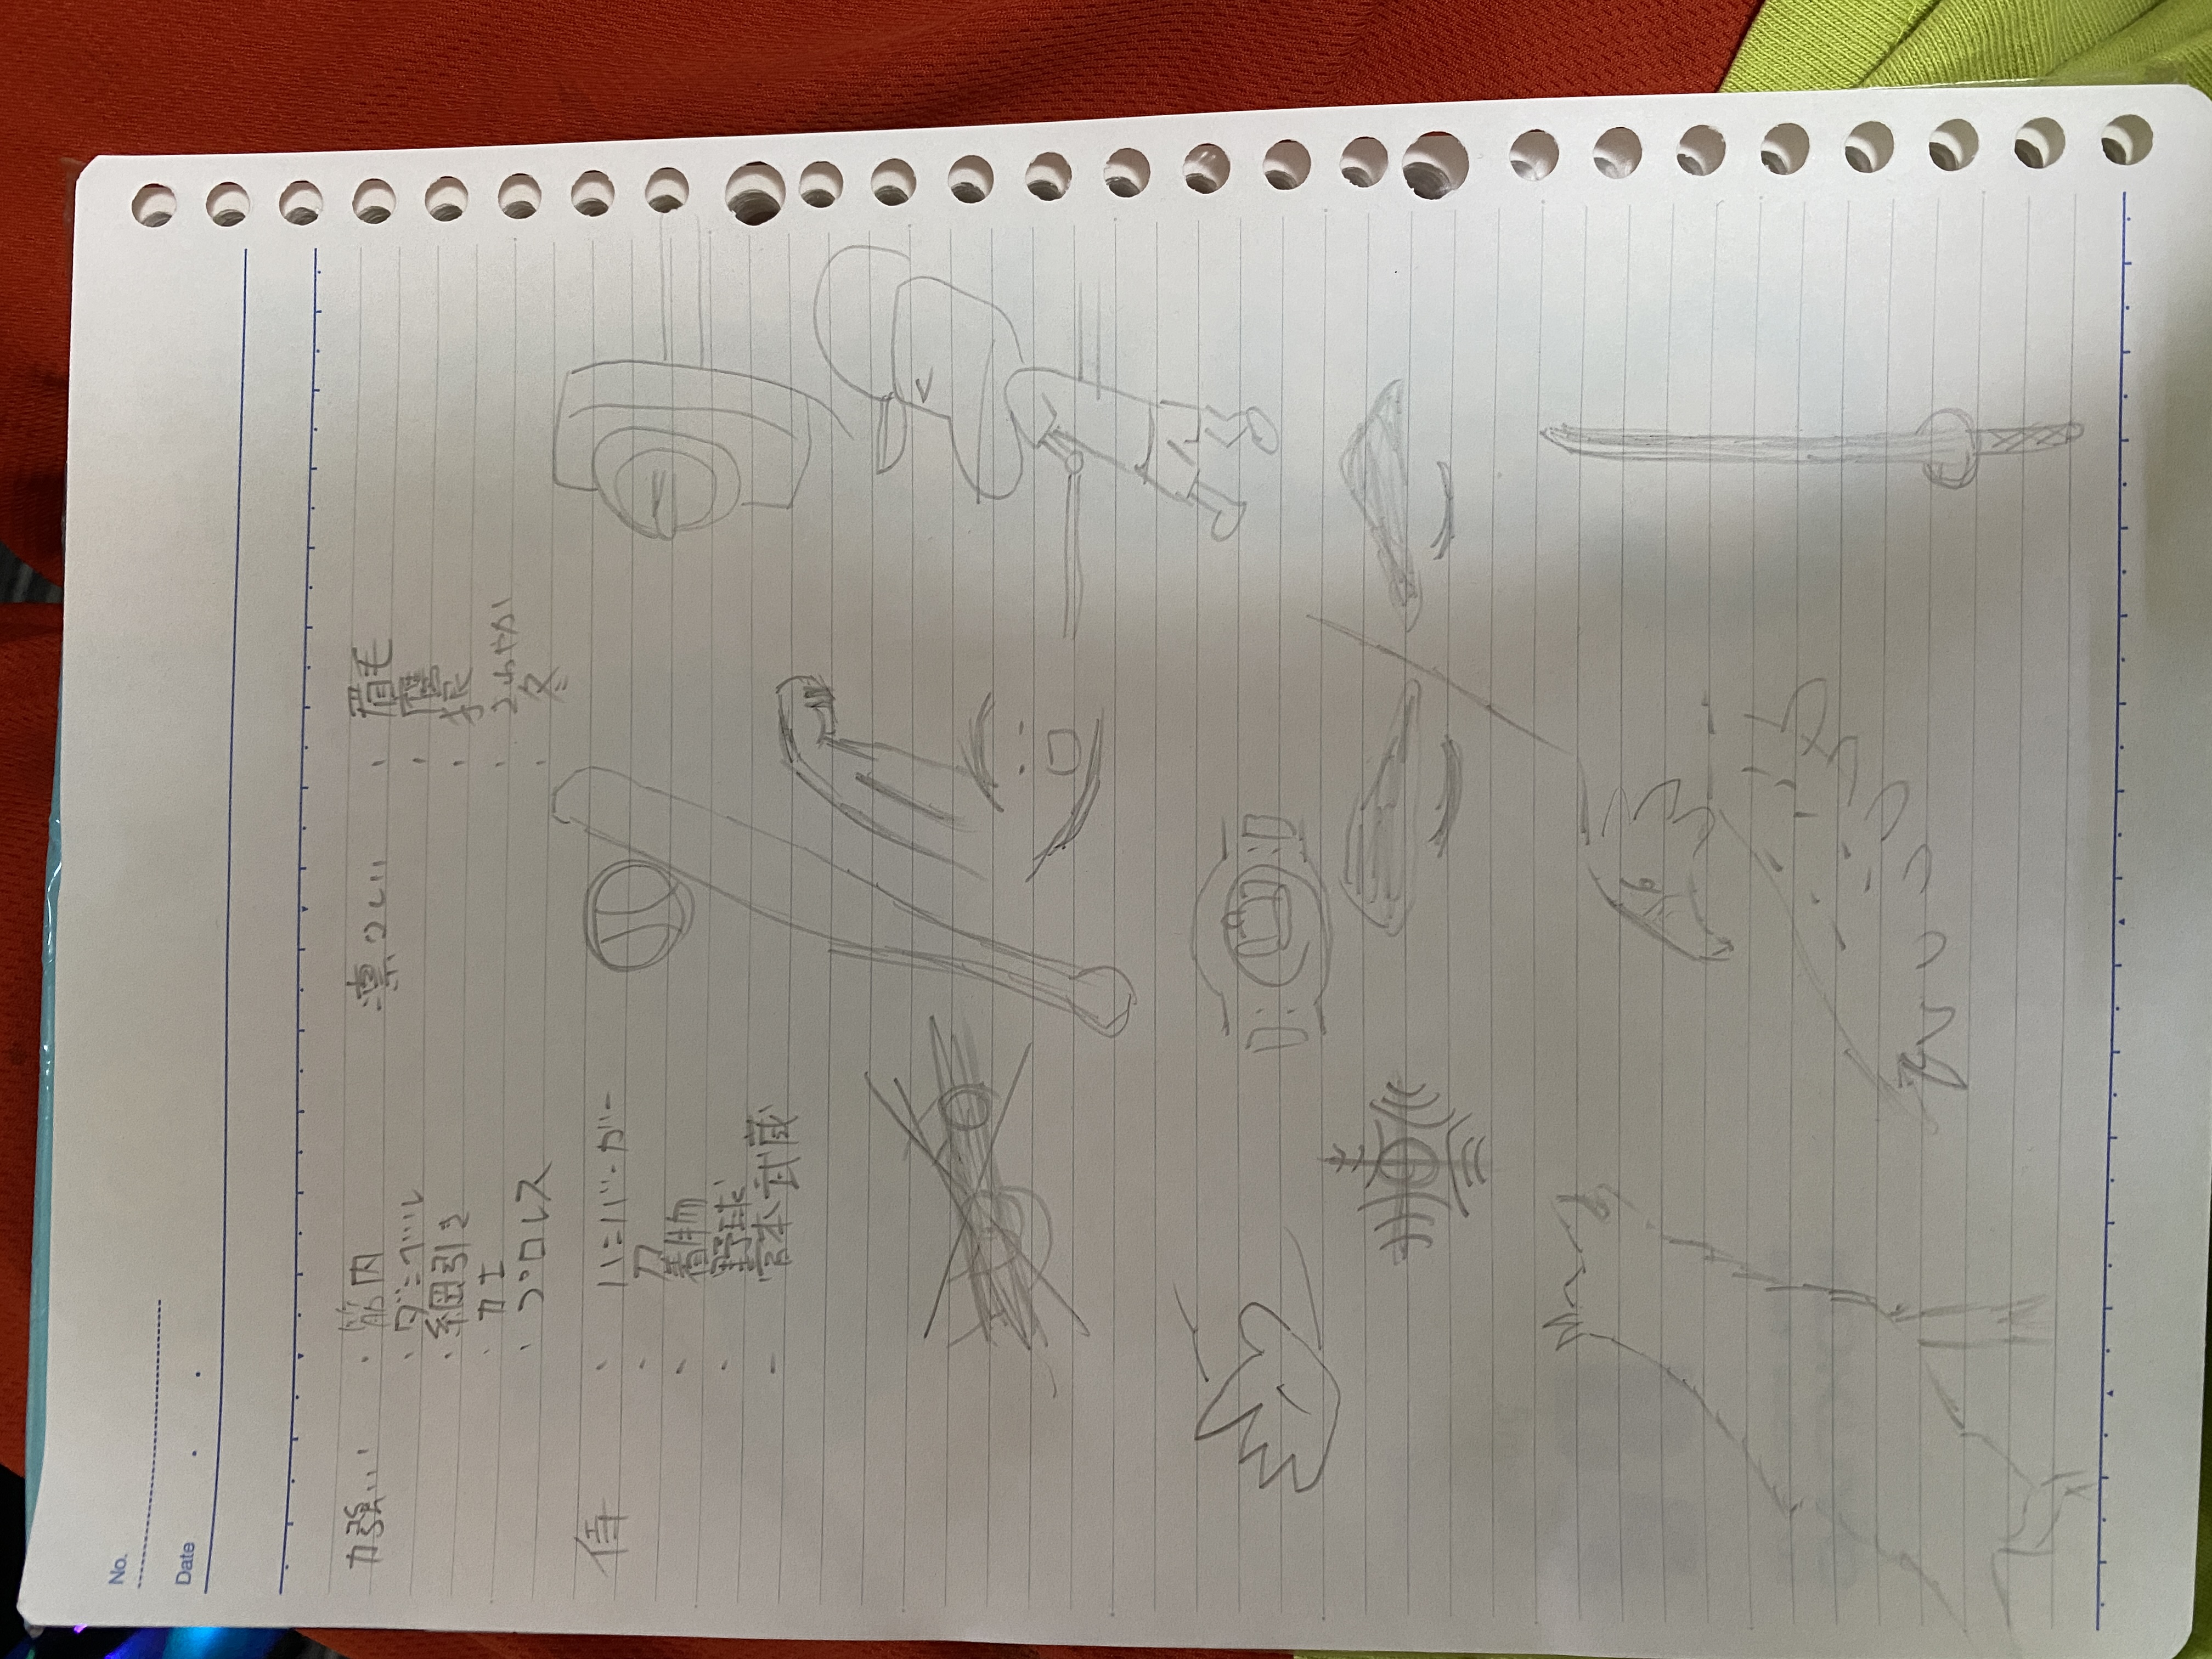 No.
Date
力強い ・筋肉
・ダンベル
・綱引き
・力士
・プロレス
凛々しい ・眉毛
・鷹
・狼
・さわやか
・冬
侍 ・ハンバーガー
・刀
・着物
・野球
・宮本武蔵